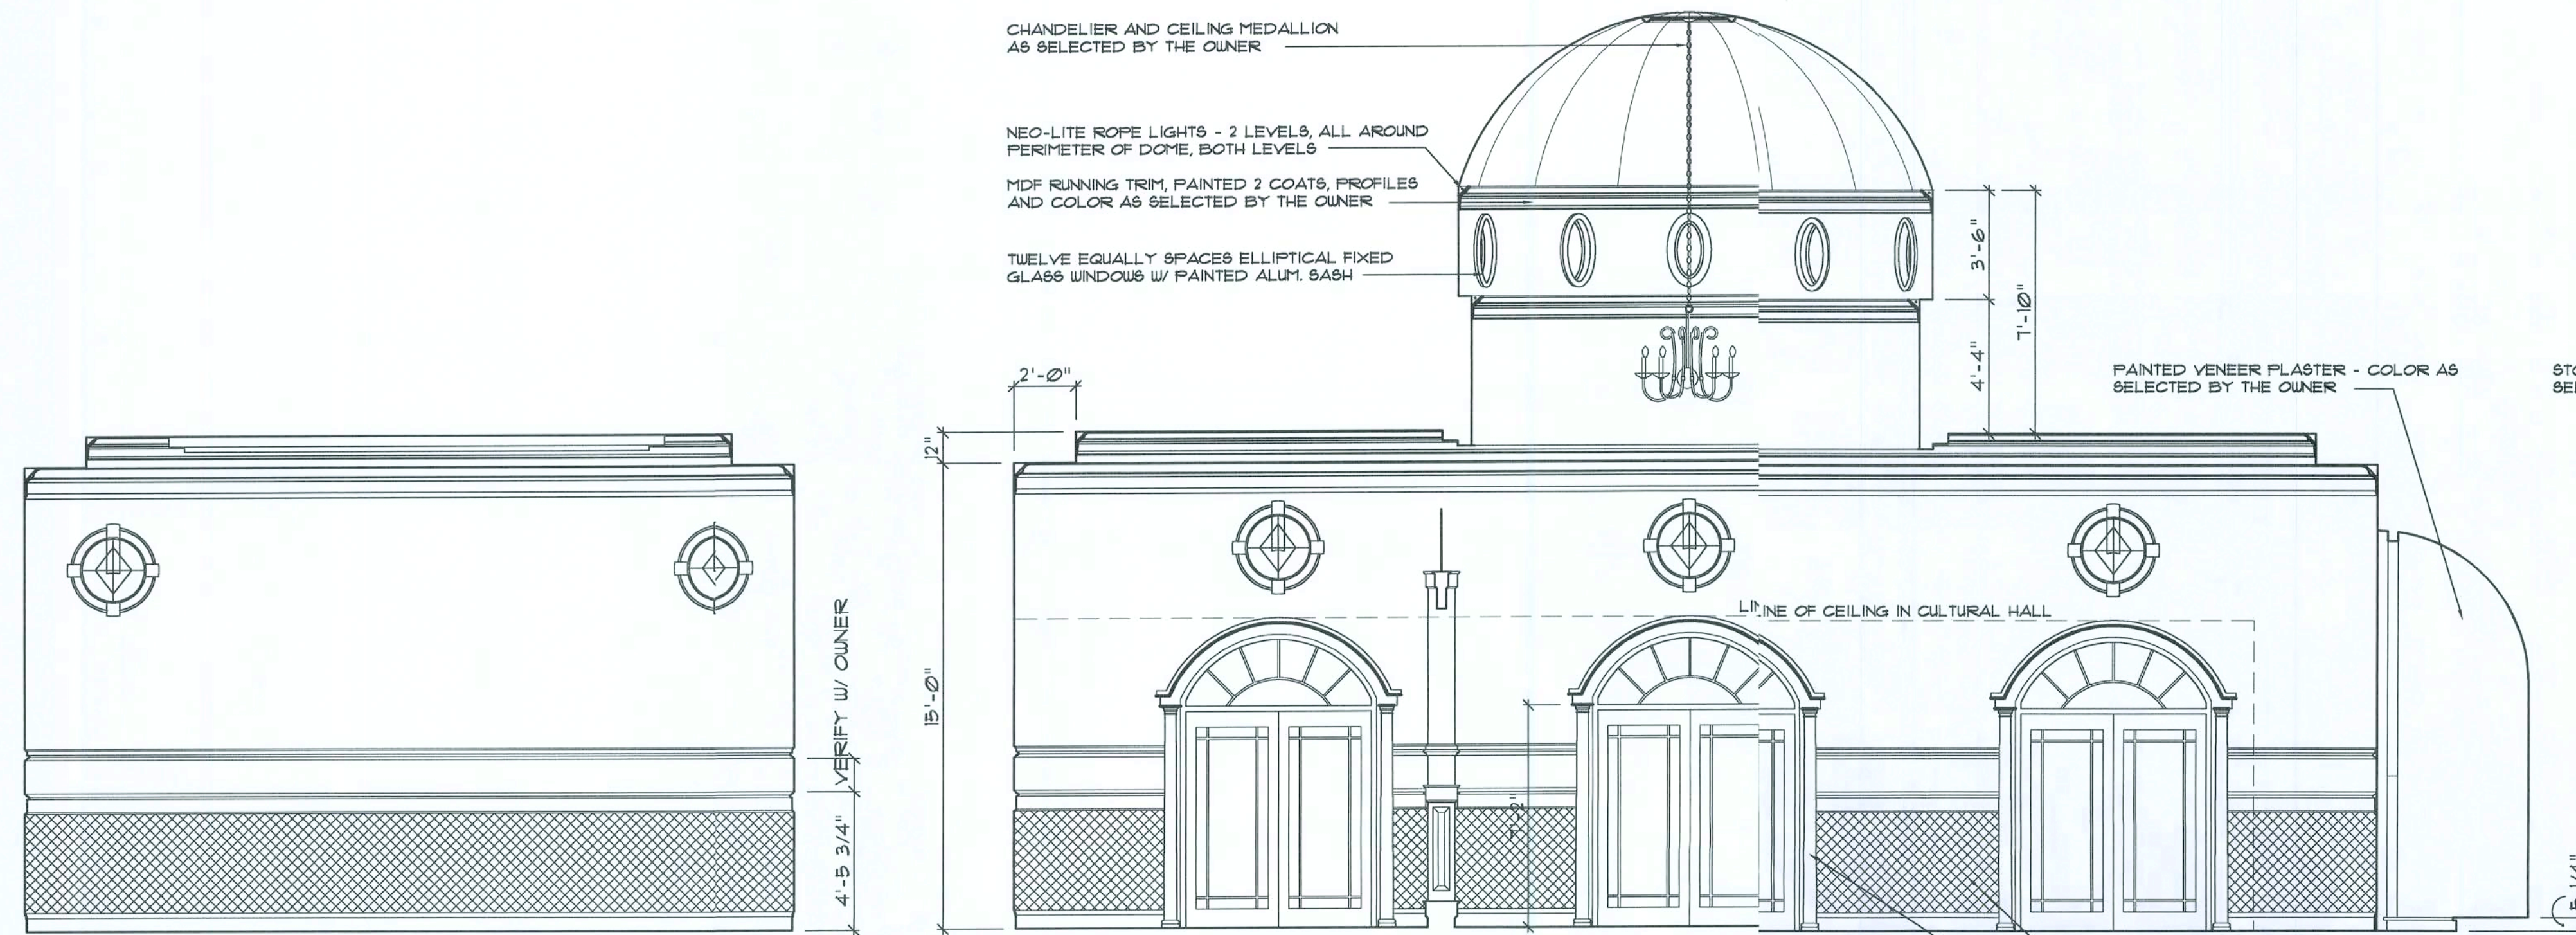 CHANDELIER AND CEILING MEDALLION
AS SELECTED BY THE OWNER
NEO-LITE ROPE LIGHTS - 2 LEVELS, ALL AROUND
PERIMETER OF DOME, BOTH LEVELS
MDF RUNNING TRIM, PAINTED 2 COATS, PROFILES
AND COLOR AS SELECTED BY THE OWNER
TWELVE EQUALLY SPACES ELLIPTICAL FIXED
GLASS WINDOWS W/ PAINTED ALUM. SASH
3'-6"
7'-10"
4'-4"
2'-0"
12"
PAINTED VENEER PLASTER - COLOR AS
SELECTED BY THE OWNER
LINE OF CEILING IN CULTURAL HALL
VERIFY W/ OWNER
15'-0"
7'-2"
4'-5 3/4"